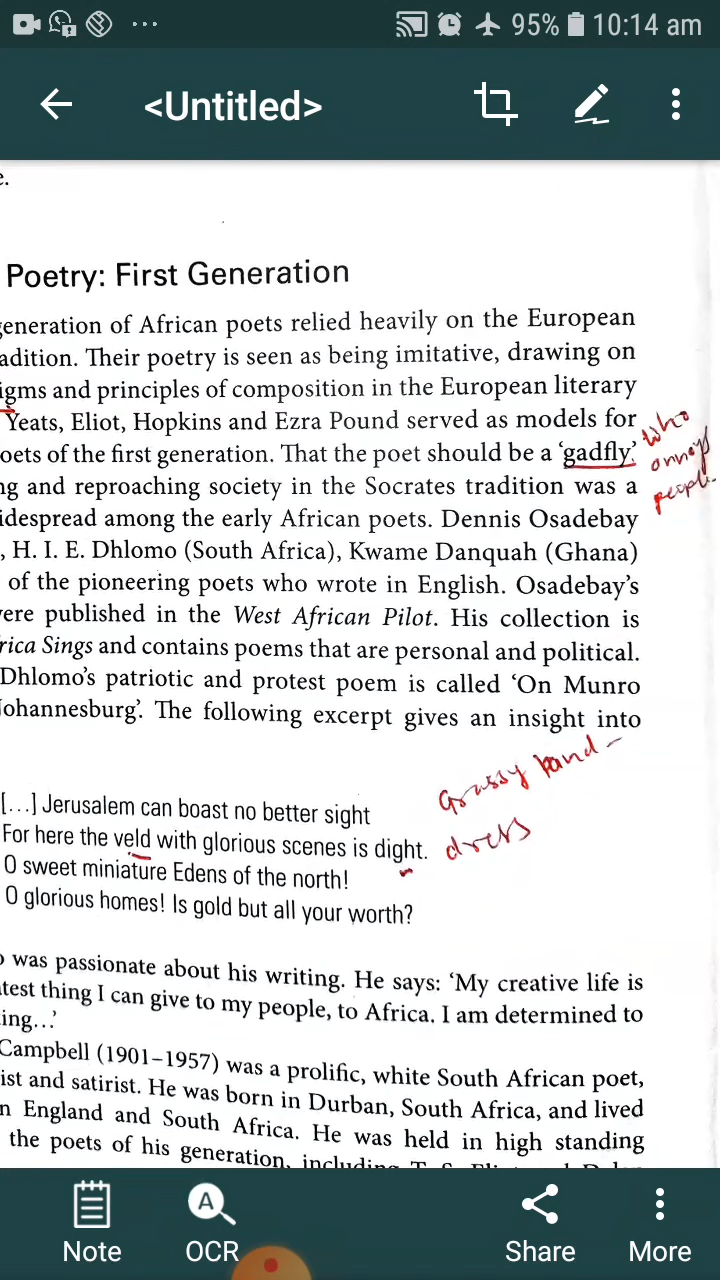 95% 10:14 am
<Untitled>
e.
Poetry: First Generation
generation of African poets relied heavily on the European
adition. Their poetry is seen as being imitative, drawing on
igms and principles of composition in the European literary
Yeats, Eliot, Hopkins and Ezra Pound served as models for
oets of the first generation. That the poet should be a ‘gadfly,’
who
annoys
people.
ng and reproaching society in the Socrates tradition was a
idespread among the early African poets. Dennis Osadebay
, H. I. E. Dhlomo (South Africa), Kwame Danquah (Ghana)
of the pioneering poets who wrote in English. Osadebay’s
were published in the West African Pilot. His collection is
rica Sings and contains poems that are personal and political.
Dhlomo’s patriotic and protest poem is called ‘On Munro
Johannesburg’. The following excerpt gives an insight into
Grassy land –
[…] Jerusalem can boast no better sight
For here the veld with glorious scenes is dight. dress
O sweet miniature Edens of the north!
O glorious homes! Is gold but all your worth?
o was passionate about his writing. He says: ‘My creative life is
atest thing I can give to my people, to Africa. I am determined to
ing…’
Campbell (1901–1957) was a prolific, white South African poet,
ist and satirist. He was born in Durban, South Africa, and lived
n England and South Africa. He was held in high standing
the poets of his generation, including T. S. Eliot and Dylan
Note OCR Share More